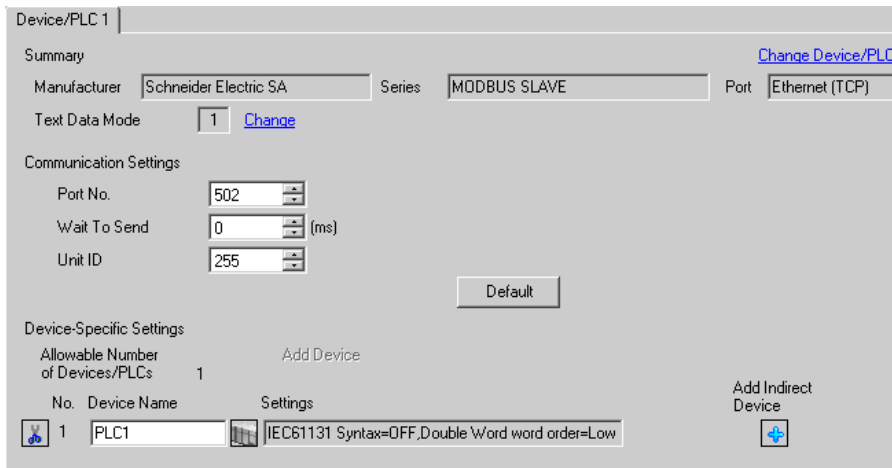 Device/PLC 1
Summary
Change Device/PLC
Manufacturer Schneider Electric SA Series MODBUS SLAVE Port Ethernet (TCP)
Text Data Mode 1 Change
Communication Settings
Port No. 502
Wait To Send 0 (ms)
Unit ID 255
Default
Device-Specific Settings
Allowable Number Add Device
of Devices/PLCs 1
Add Indirect
No. Device Name Settings Device
1 PLC1 IEC61131 Syntax=OFF,Double Word word order=Low